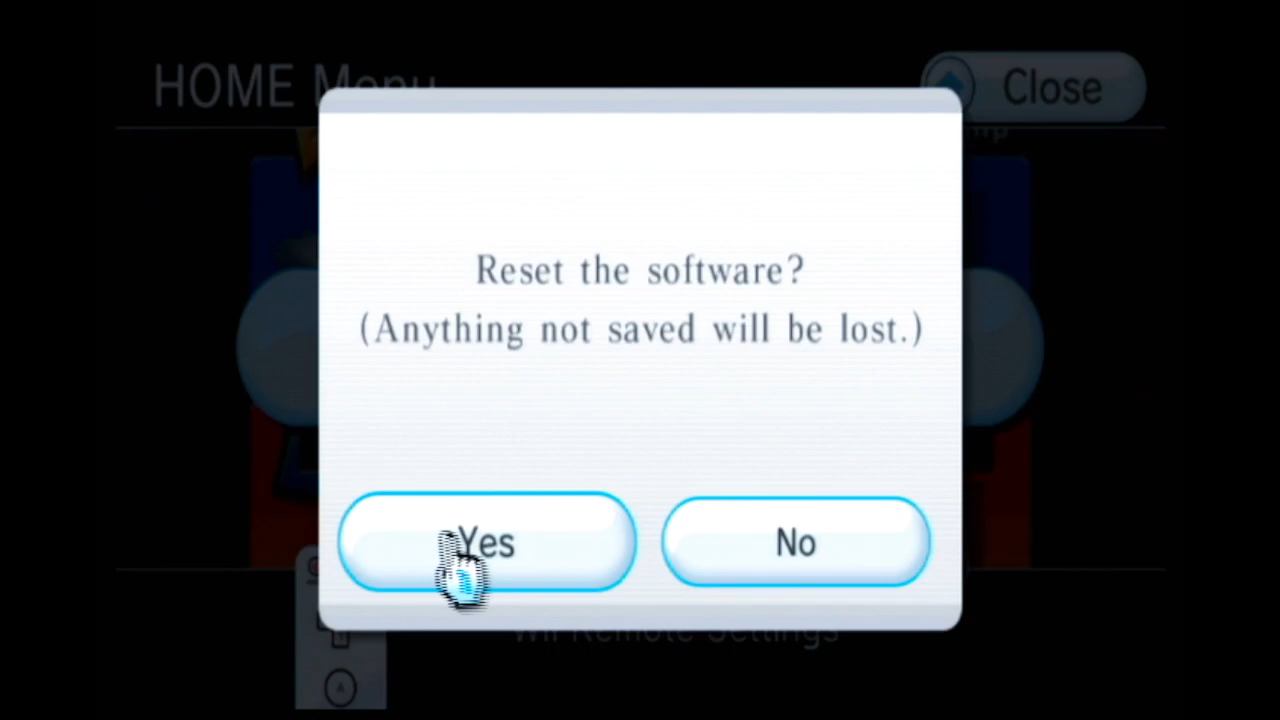 HOME Menu
Close
Reset the software?
(Anything not saved will be lost.)
Yes
No
Wii Remote Settings
A